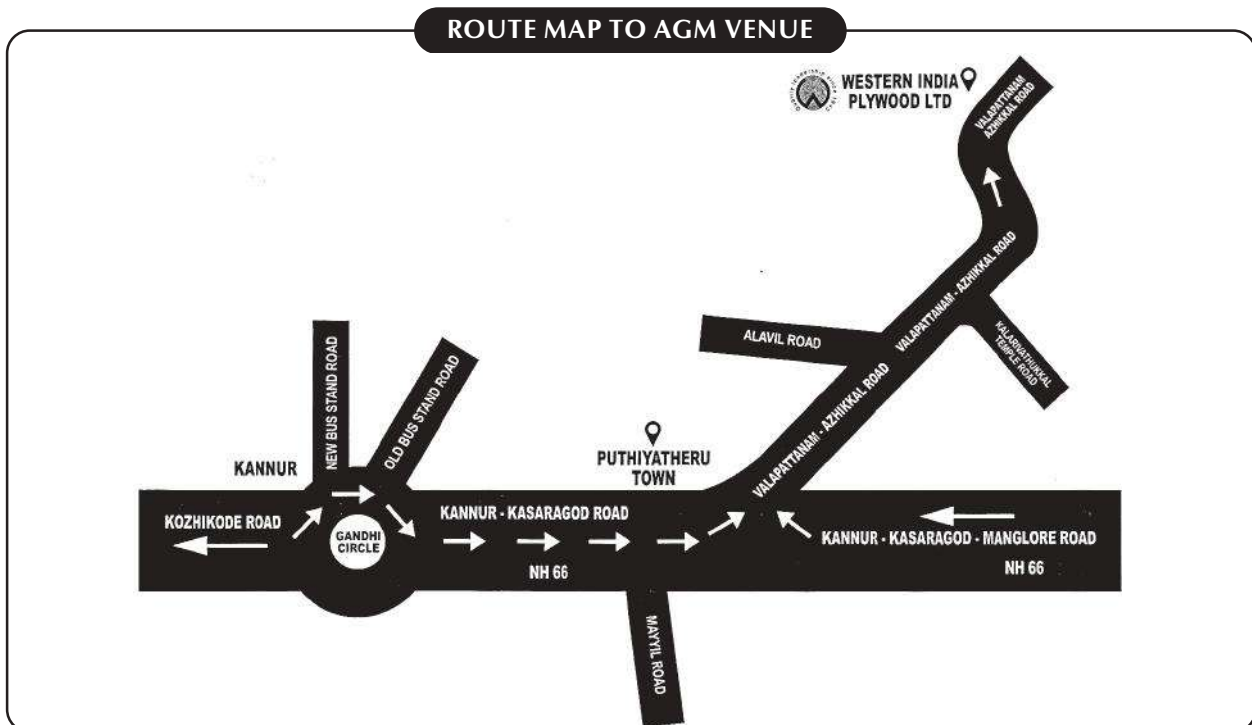 ROUTE MAP TO AGM VENUE
WESTERN INDIA
PLYWOOD LTD
VALAPATTANAM
AZHIKKAL ROAD
VALAPATTANAM - AZHIKKAL ROAD
KALARIVATHUKKAL
TEMPLE ROAD
ALAVIL ROAD
VALAPATTANAM - AZHIKKAL ROAD
NEW BUS STAND ROAD
OLD BUS STAND ROAD
KANNUR
PUTHIYATHERU
TOWN
KOZHIKODE ROAD
GANDHI
CIRCLE
KANNUR - KASARAGOD ROAD
NH 66
KANNUR - KASARAGOD - MANGLORE ROAD
NH 66
MAYYIL ROAD